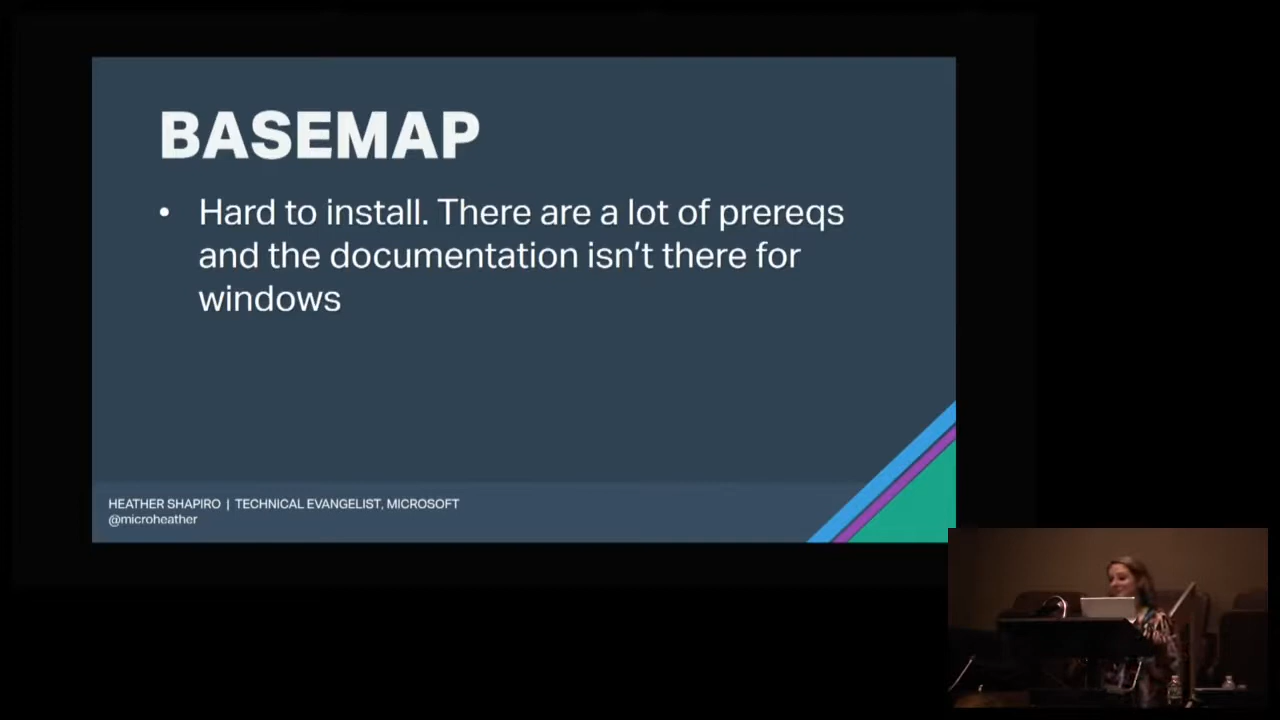 BASEMAP
• Hard to install. There are a lot of prereqs
and the documentation isn't there for
windows
HEATHER SHAPIRO | TECHNICAL EVANGELIST, MICROSOFT
@microheather